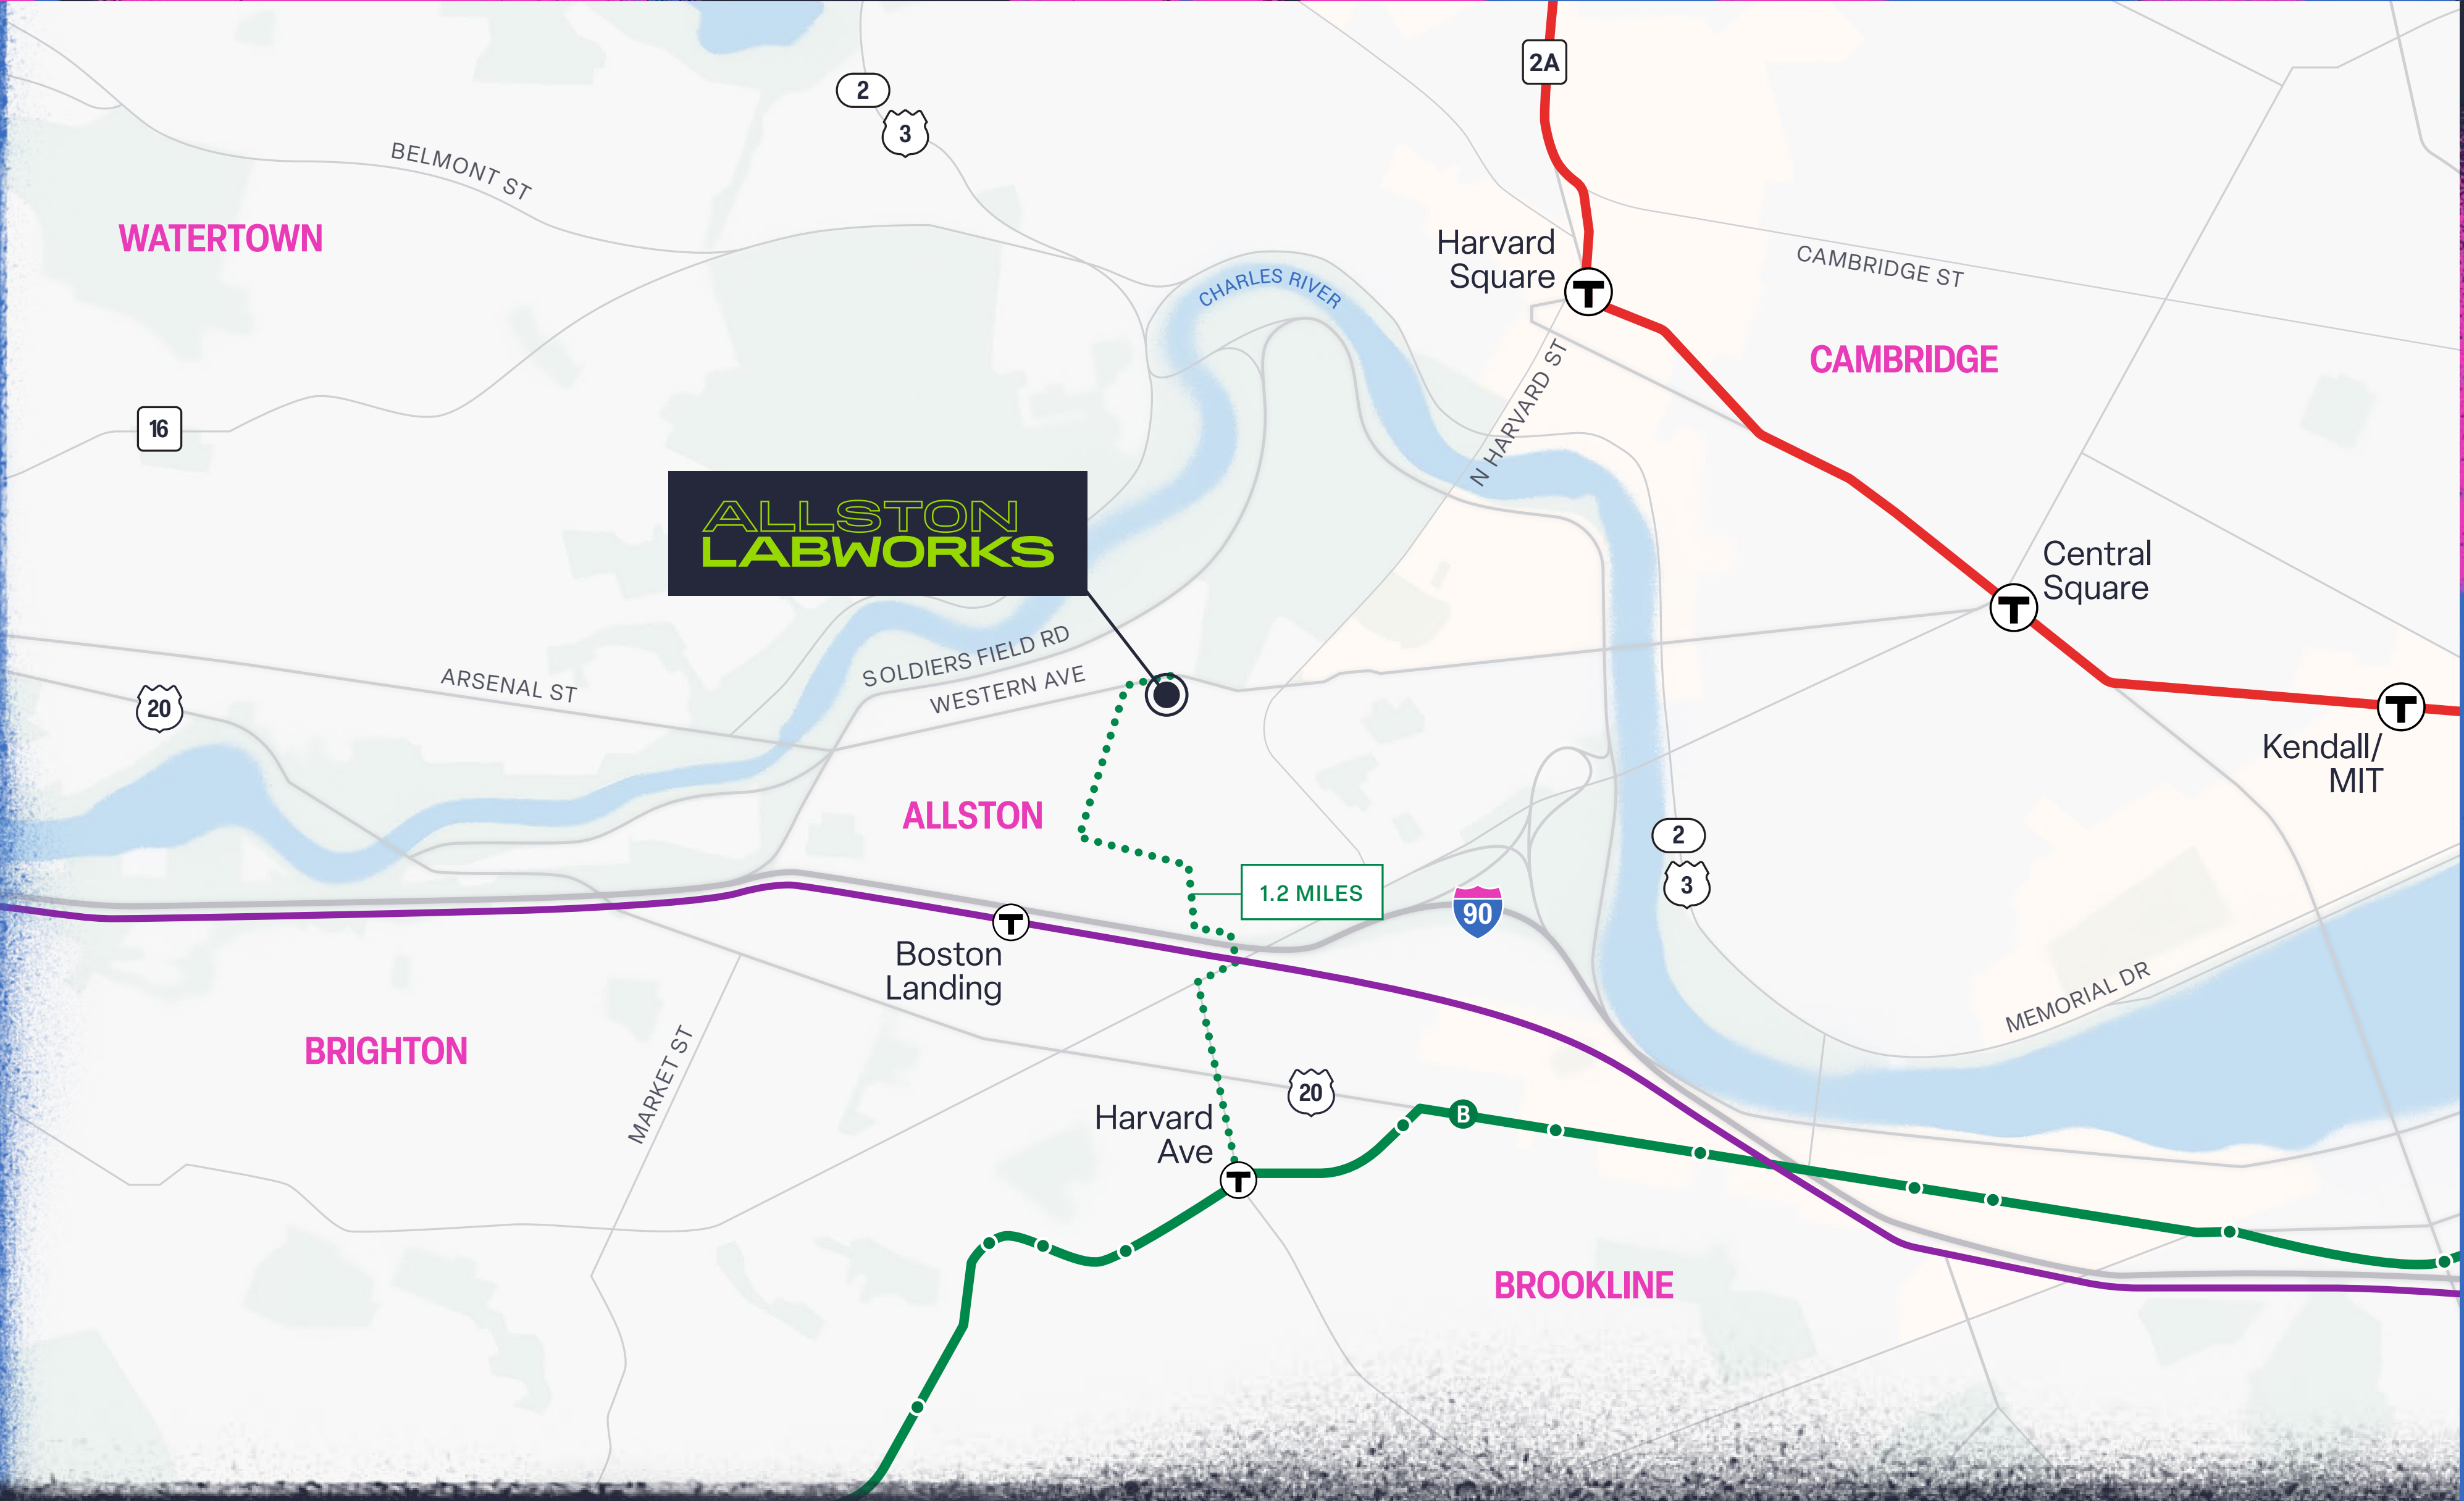 2A
2
3
BELMONT ST
WATERTOWN
Harvard
Square
CAMBRIDGE ST
CHARLES RIVER
CAMBRIDGE
N HARVARD ST
16
ALLSTON
LABWORKS
Central
Square
SOLDIERS FIELD RD
WESTERN AVE
ARSENAL ST
20
Kendall/
MIT
ALLSTON
2
3
1.2 MILES
90
Boston
Landing
MEMORIAL DR
BRIGHTON
MARKET ST
20
Harvard
Ave
B
BROOKLINE
T
T
T
T
T